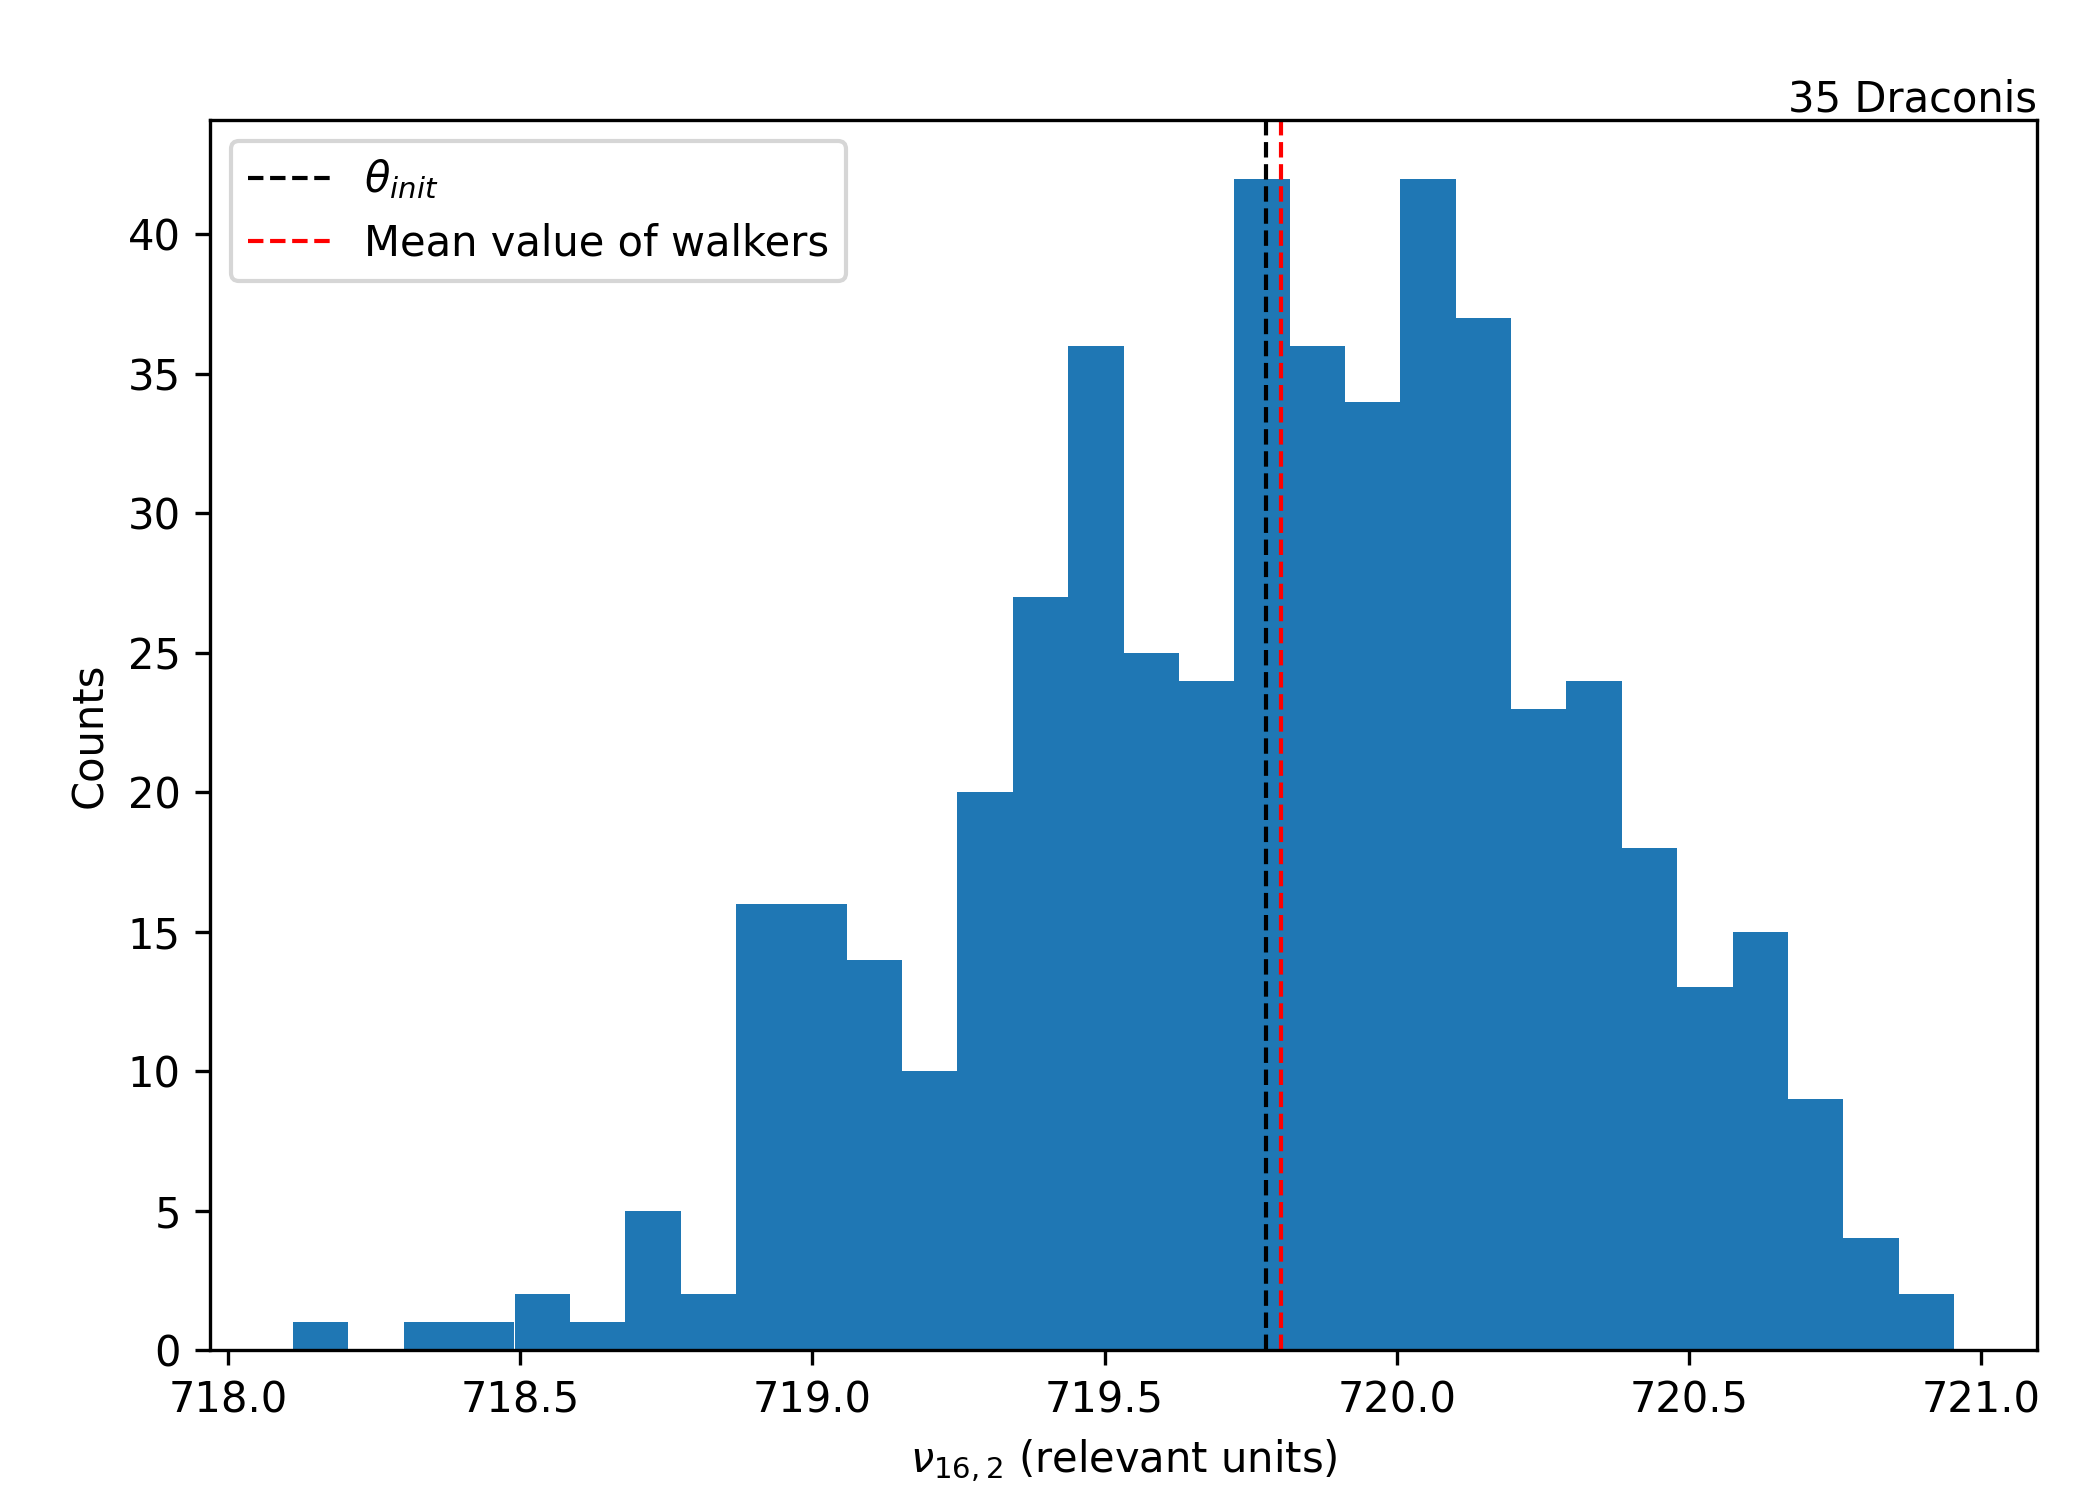 35 Draconis
θinit
Mean value of walkers
Counts
40
35
30
25
20
15
10
5
0
718.0 718.5 719.0 719.5 720.0 720.5 721.0
ν16, 2 (relevant units)